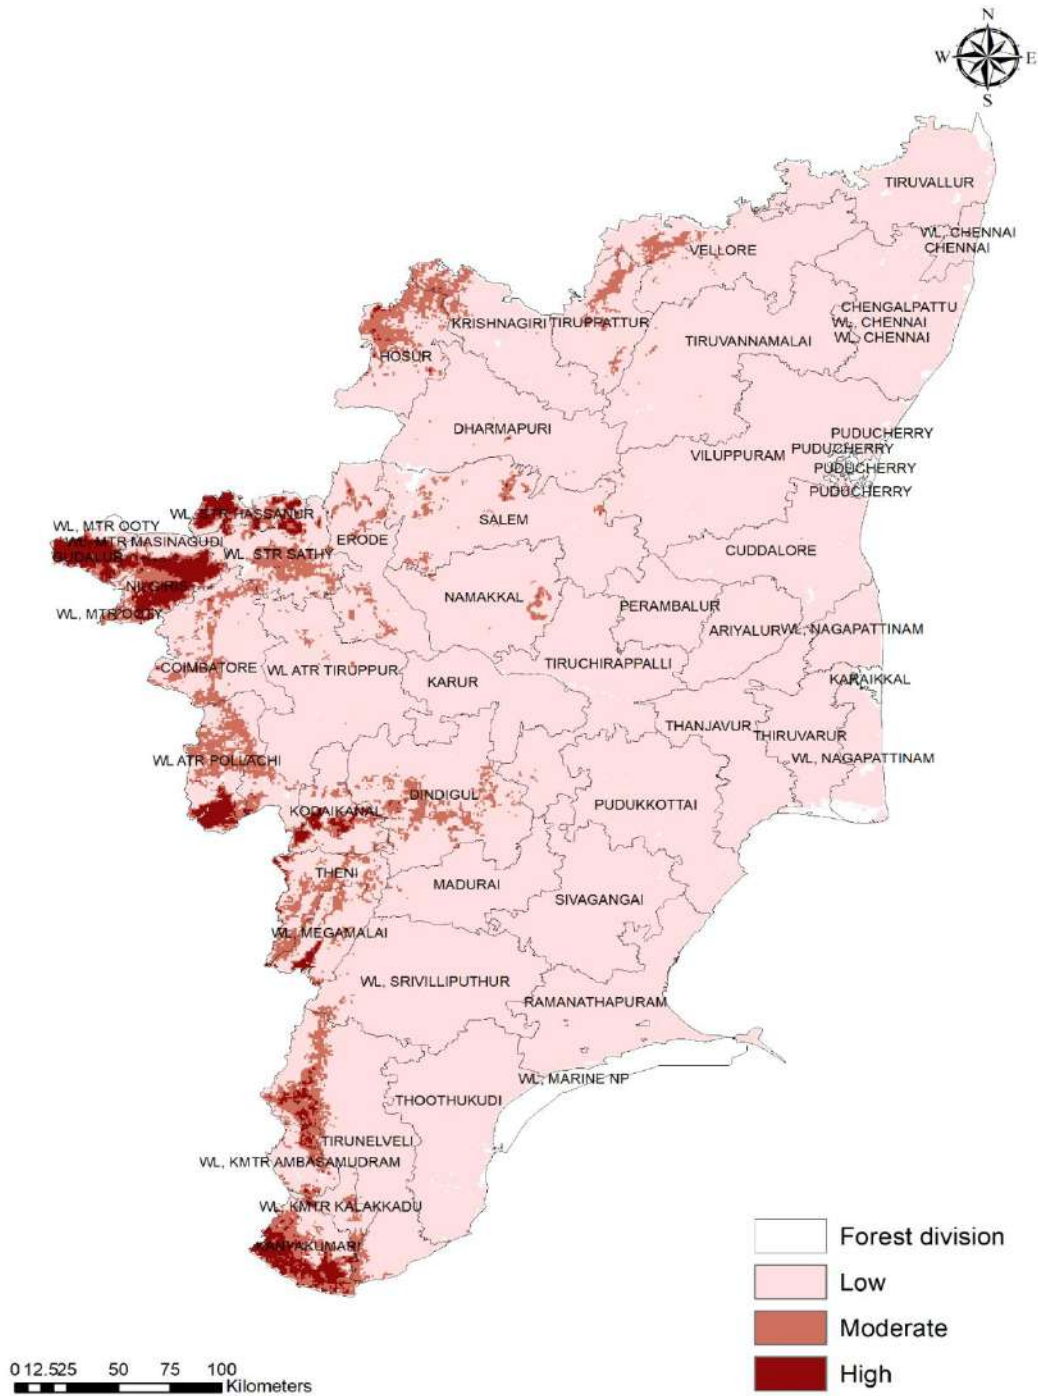 N
W E
S
TIRUVALLUR
WL, CHENNAI
CHENNAI
VELLORE
CHENGALPATTU
WL, CHENNAI
WL, CHENNAI
KRISHNAGIRI
TIRUPPATTUR
TIRUVANNAMALAI
HOSUR
DHARMAPURI
PUDUCHERRY
PUDUCHERRY
VILUPPURAM
PUDUCHERRY
PUDUCHERRY
WL, STR HASSANUR
SALEM
WL, MTR OOTY
WL, MTR MASINAGUDI
ERODE
GUDALUR
WL, STR SATHY
CUDDALORE
NILGIRIS
NAMAKKAL
PERAMBALUR
WL, MTR OOTY
ARIYALUR
WL, NAGAPATTINAM
COIMBATORE
WL ATR TIRUPPUR
TIRUCHIRAPPALLI
KARUR
KARAIKKAL
THANJAVUR
THIRUVARUR
WL ATR POLLACHI
WL, NAGAPATTINAM
DINDIGUL
PUDUKKOTTAI
KODAIKANAL
THENI
MADURAI
SIVAGANGAI
WL, MEGAMALAI
WL, SRIVILLIPUTHUR
RAMANATHAPURAM
WL, MARINE NP
THOOTHUKUDI
TIRUNELVELI
WL, KMTR AMBASAMUDRAM
WL, KMTR KALAKKADU
KANYAKUMARI
Forest division
Low
Moderate
High
0 12.5 25 50 75 100
Kilometers